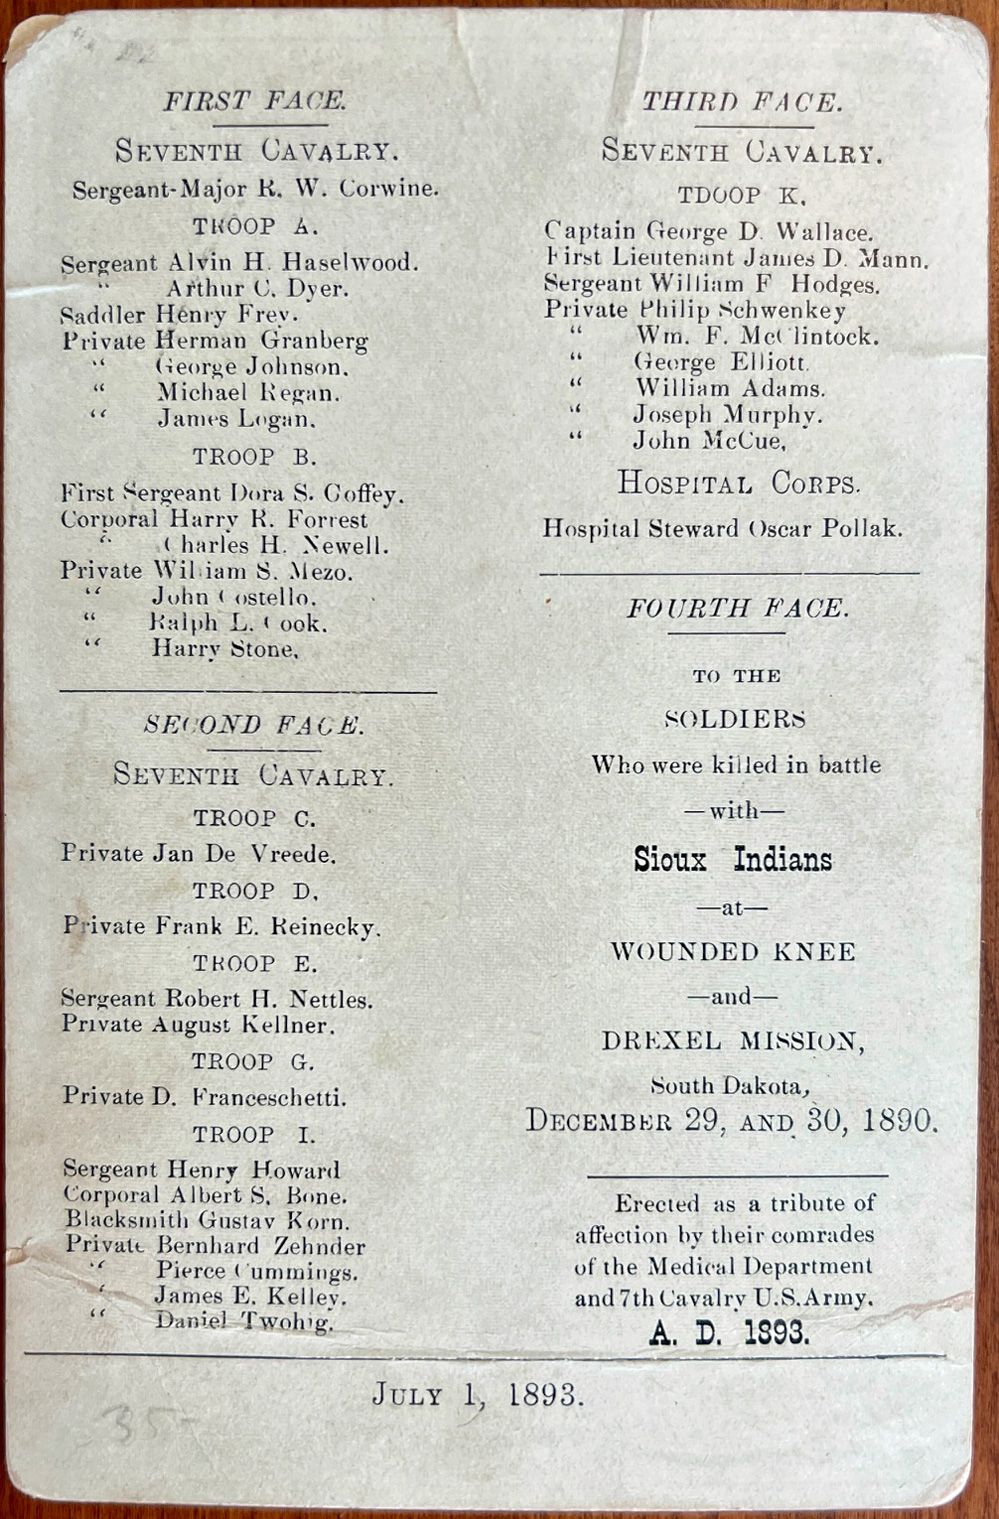 FIRST FACE.
SEVENTH CAVALRY.
Sergeant-Major R. W. Corwine.
TROOP A.
Sergeant Alvin H. Haselwood.
" Arthur C. Dyer.
Saddler Henry Frey.
Private Herman Granberg
" George Johnson.
" Michael Regan.
" James Logan.
TROOP B.
First Sergeant Dora S. Coffey.
Corporal Harry R. Forrest
" Charles H. Newell.
Private William S. Mezo.
" John Costello.
" Ralph L. Cook.
" Harry Stone.
SECOND FACE.
SEVENTH CAVALRY.
TROOP C.
Private Jan De Vreede.
TROOP D.
Private Frank E. Reinecky.
TROOP E.
Sergeant Robert H. Nettles.
Private August Kellner.
TROOP G.
Private D. Franceschetti.
TROOP I.
Sergeant Henry Howard
Corporal Albert S. Bone.
Blacksmith Gustav Korn.
Private Bernhard Zehnder
" Pierce Cummings.
" James E. Kelley.
" Daniel Twohig.
THIRD FACE.
SEVENTH CAVALRY.
TDOOP K.
Captain George D. Wallace.
First Lieutenant James D. Mann.
Sergeant William F Hodges.
Private Philip Schwenkey
" Wm. F. McClintock.
" George Elliott.
" William Adams.
" Joseph Murphy.
" John McCue.
HOSPITAL CORPS.
Hospital Steward Oscar Pollak.
FOURTH FACE.
TO THE
SOLDIERS
Who were killed in battle
—with—
Sioux Indians
—at—
WOUNDED KNEE
—and—
DREXEL MISSION,
South Dakota,
DECEMBER 29, AND 30, 1890.
Erected as a tribute of
affection by their comrades
of the Medical Department
and 7th Cavalry U.S. Army.
A. D. 1893.
JULY 1, 1893.
35-